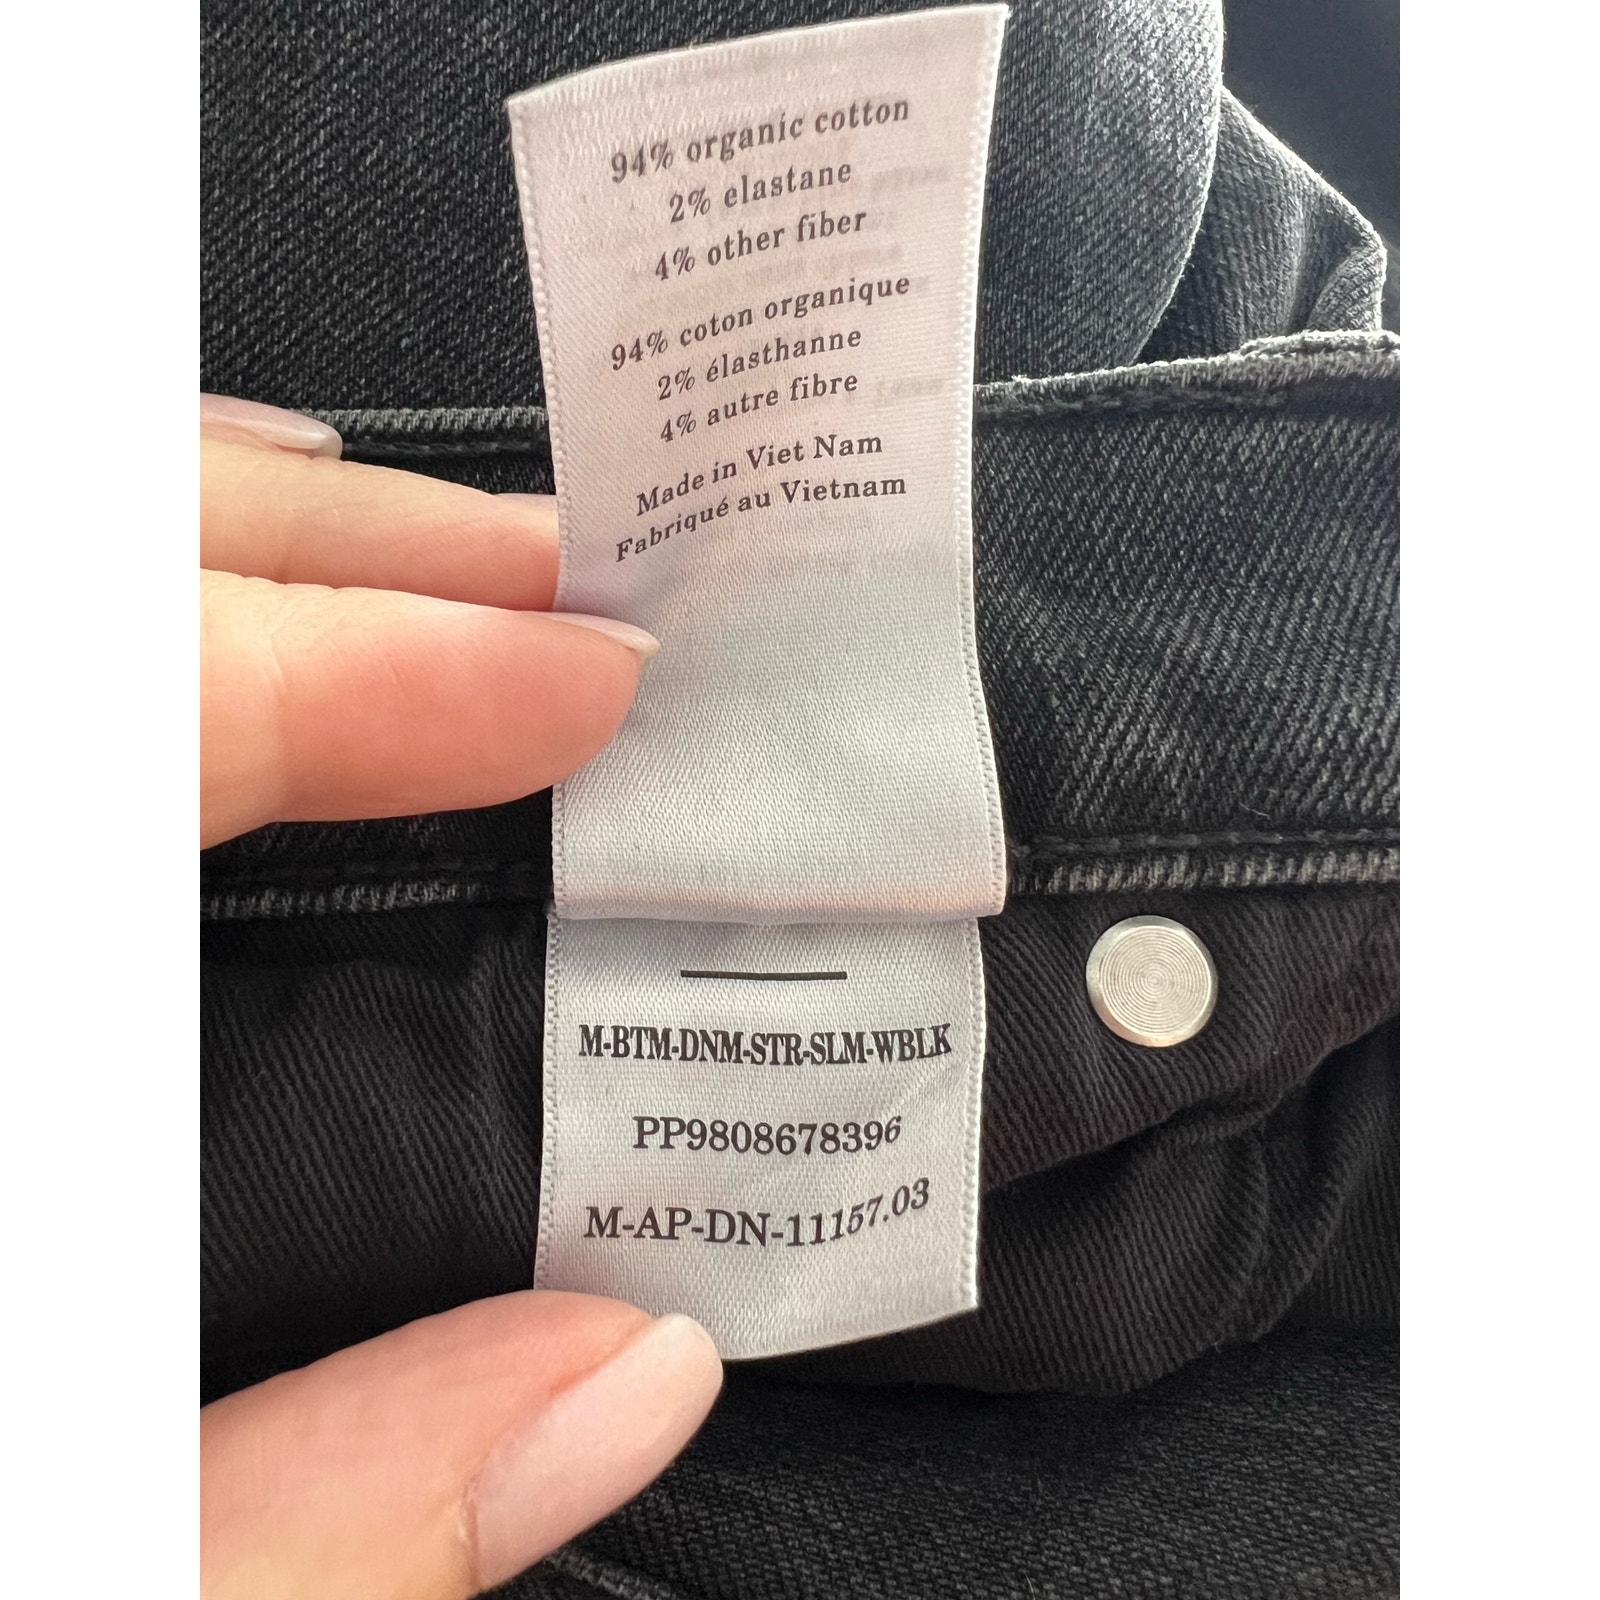 94% organic cotton
2% elastane
4% other fiber
94% coton organique
2% élasthanne
4% autre fibre
Made in Viet Nam
Fabriqué au Vietnam
M-BTM-DNM-STR-SLM-WBLK
PP9808678396
M-AP-DN-11157.03